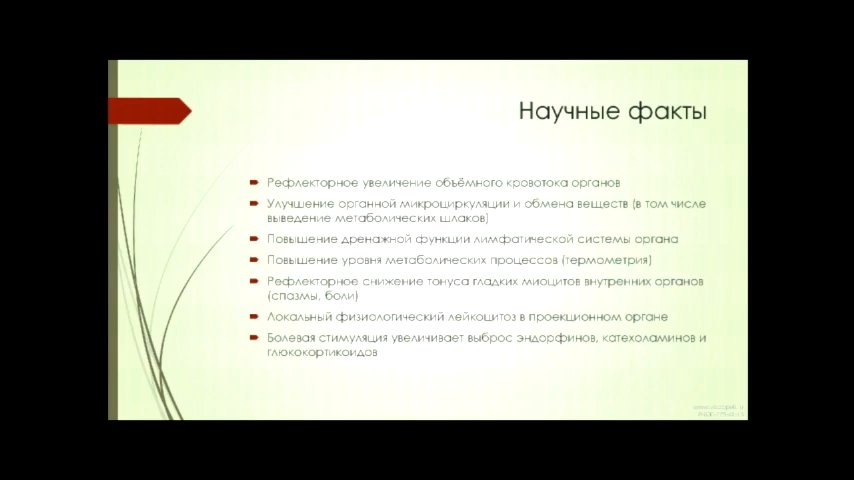 Научные факты
Рефлекторное увеличение объёмного кровотока органов
Улучшение органной микроциркуляции и обмена веществ (в том числе
выведение метаболических шлаков)
Повышение дренажной функции лимфатической системы органа
Повышение уровня метаболических процессов (термометрия)
Рефлекторное снижение тонуса гладких миоцитов внутренних органов
(спазмы, боли)
Локальный физиологический лейкоцитоз в проекционном органе
Болевая стимуляция увеличивает выброс эндорфинов, катехоламинов и
глюкокортикоидов